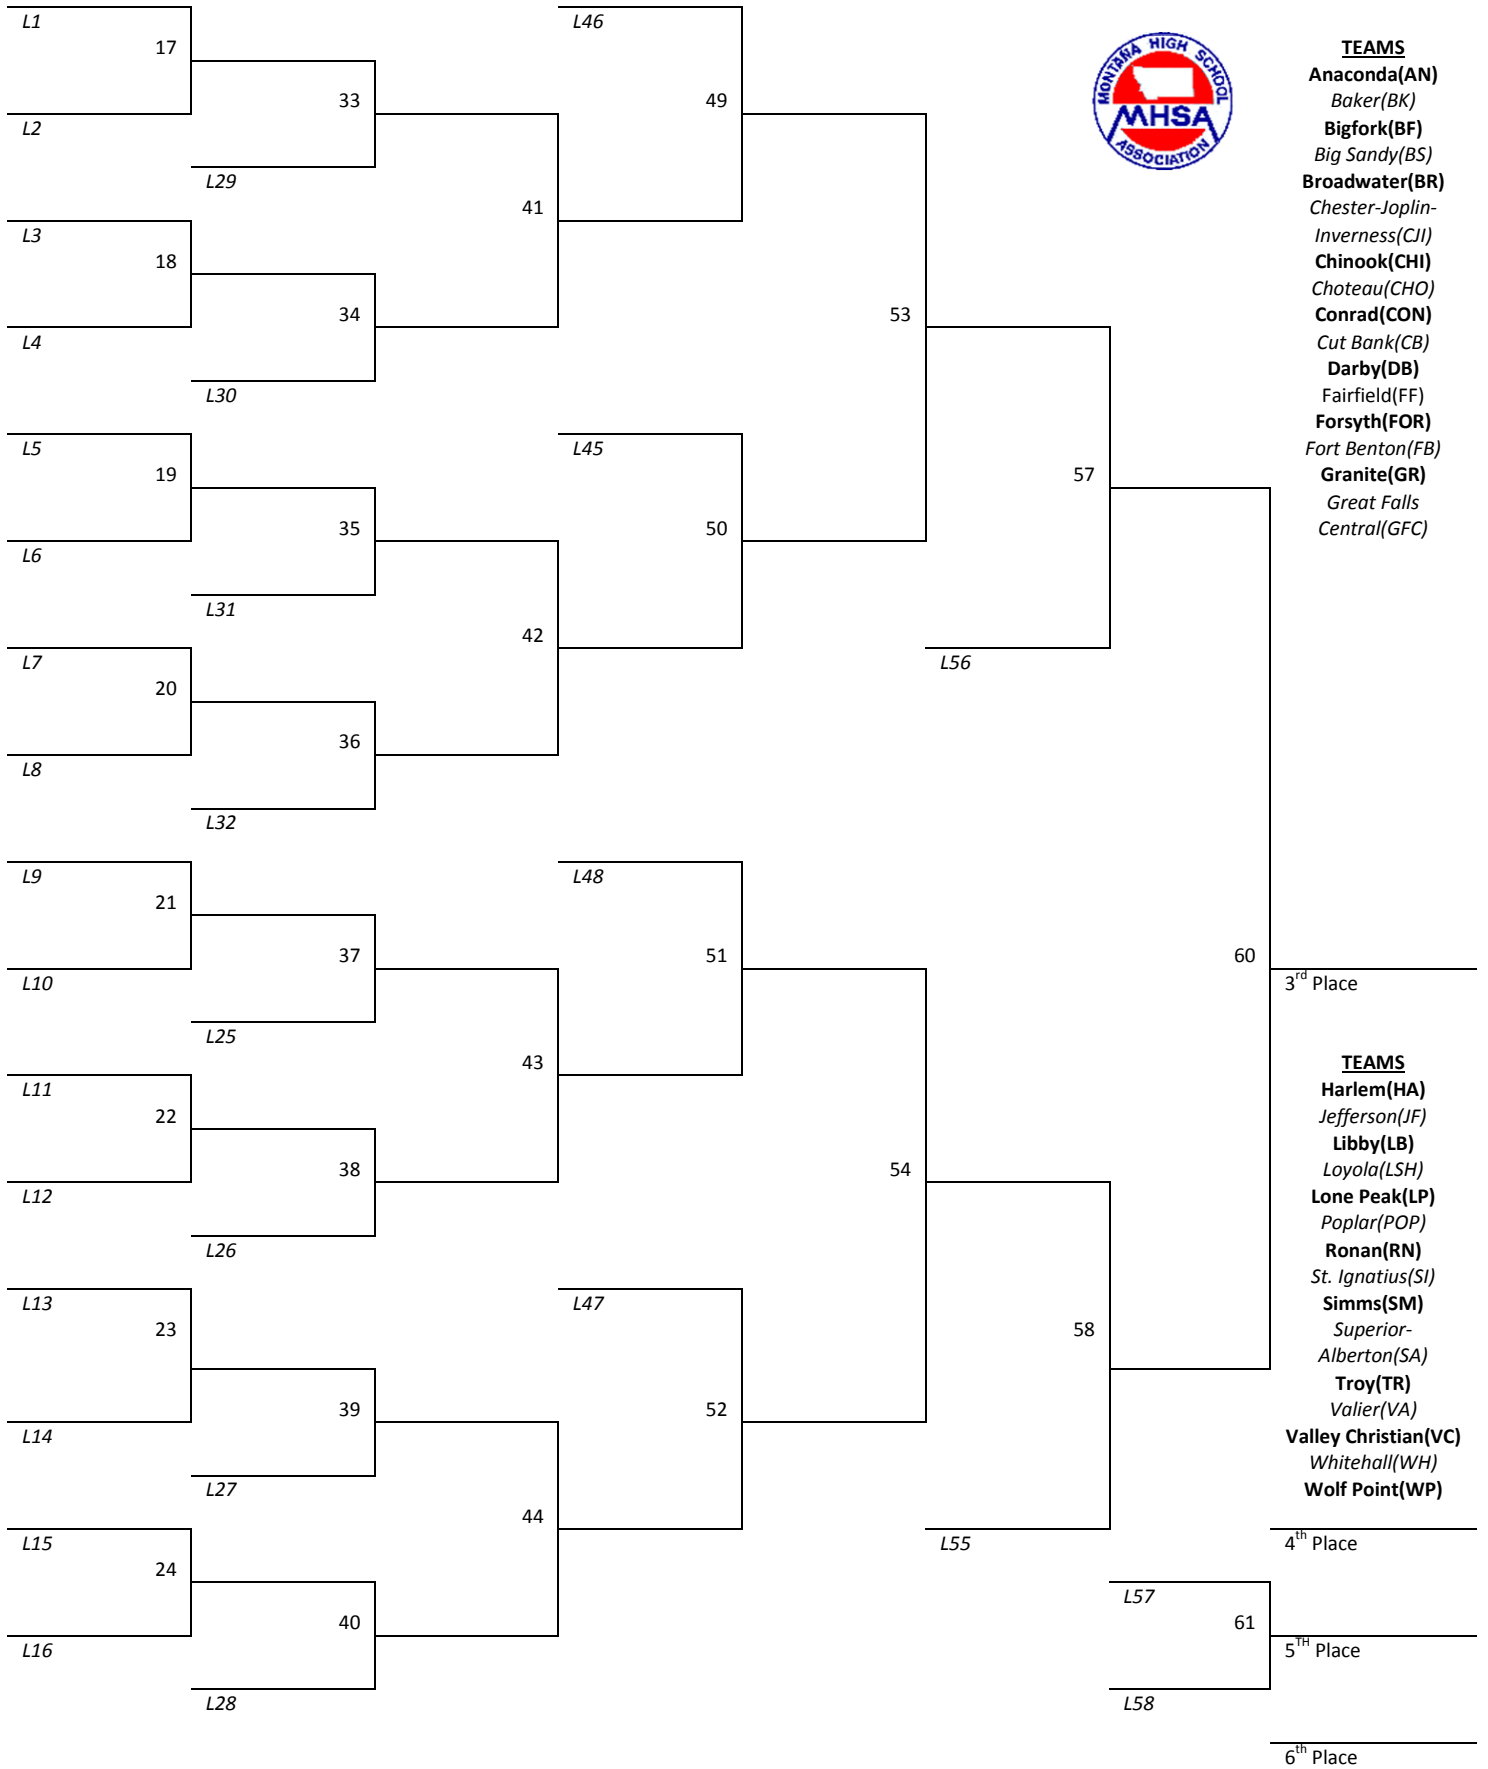 L1
17
L2
33
L29
L3
18
L4
34
L30
41
L5
19
L6
35
L31
L7
20
L8
36
L32
42
L9
21
L10
37
L25
L11
22
L12
38
L26
43
L13
23
L14
39
L27
L15
24
L16
40
L28
44
L46
49
L45
50
53
L56
57
L48
51
L47
52
54
L55
58
60
3rd Place
4th Place
L57
61
L58
5TH Place
6th Place
MONTANA HIGH SCHOOL
MHSA
ASSOCIATION
TEAMS
Anaconda(AN)
Baker(BK)
Bigfork(BF)
Big Sandy(BS)
Broadwater(BR)
Chester-Joplin-
Inverness(CJI)
Chinook(CHI)
Choteau(CHO)
Conrad(CON)
Cut Bank(CB)
Darby(DB)
Fairfield(FF)
Forsyth(FOR)
Fort Benton(FB)
Granite(GR)
Great Falls
Central(GFC)
TEAMS
Harlem(HA)
Jefferson(JF)
Libby(LB)
Loyola(LSH)
Lone Peak(LP)
Poplar(POP)
Ronan(RN)
St. Ignatius(SI)
Simms(SM)
Superior-
Alberton(SA)
Troy(TR)
Valier(VA)
Valley Christian(VC)
Whitehall(WH)
Wolf Point(WP)